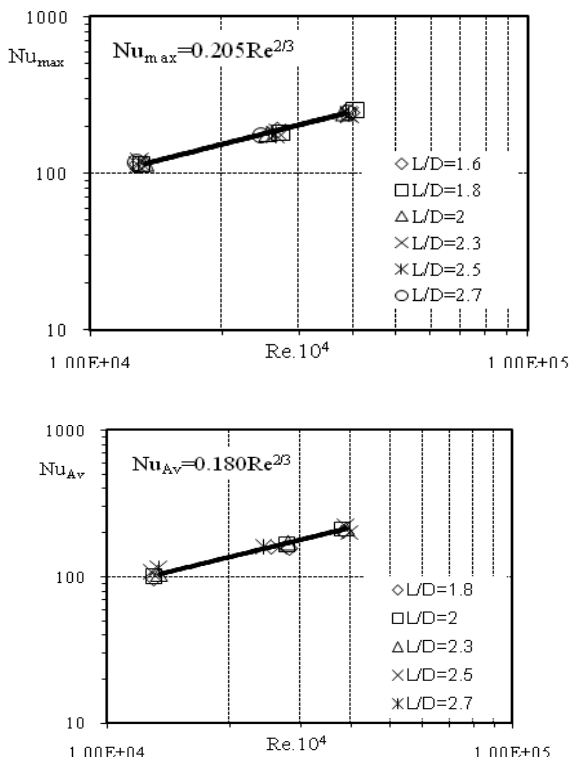 1000
Nu_max
Nu_max=0.205Re^2/3
100
L/D=1.6
L/D=1.8
L/D=2
L/D=2.3
L/D=2.5
L/D=2.7
10
1.00E+04
Re.10^4
1.00E+05
1000
Nu_Av
Nu_Av=0.180Re^2/3
100
L/D=1.8
L/D=2
L/D=2.3
L/D=2.5
L/D=2.7
10
1.00E+04
Re.10^4
1.00E+05